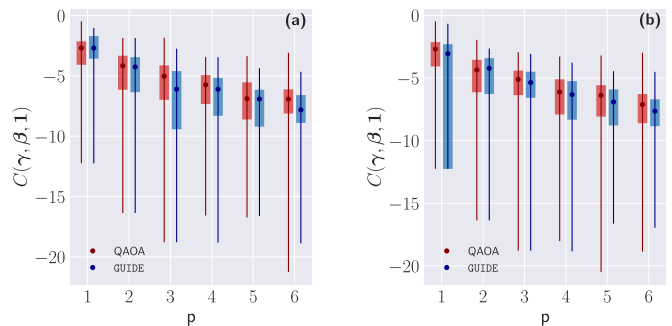 (a)
0
−5
−10
−15
−20
C(γ, β, 1)
QAOA
GUIDE
1 2 3 4 5 6
p
(b)
0
−5
−10
−15
−20
C(γ, β, 1)
QAOA
GUIDE
1 2 3 4 5 6
p